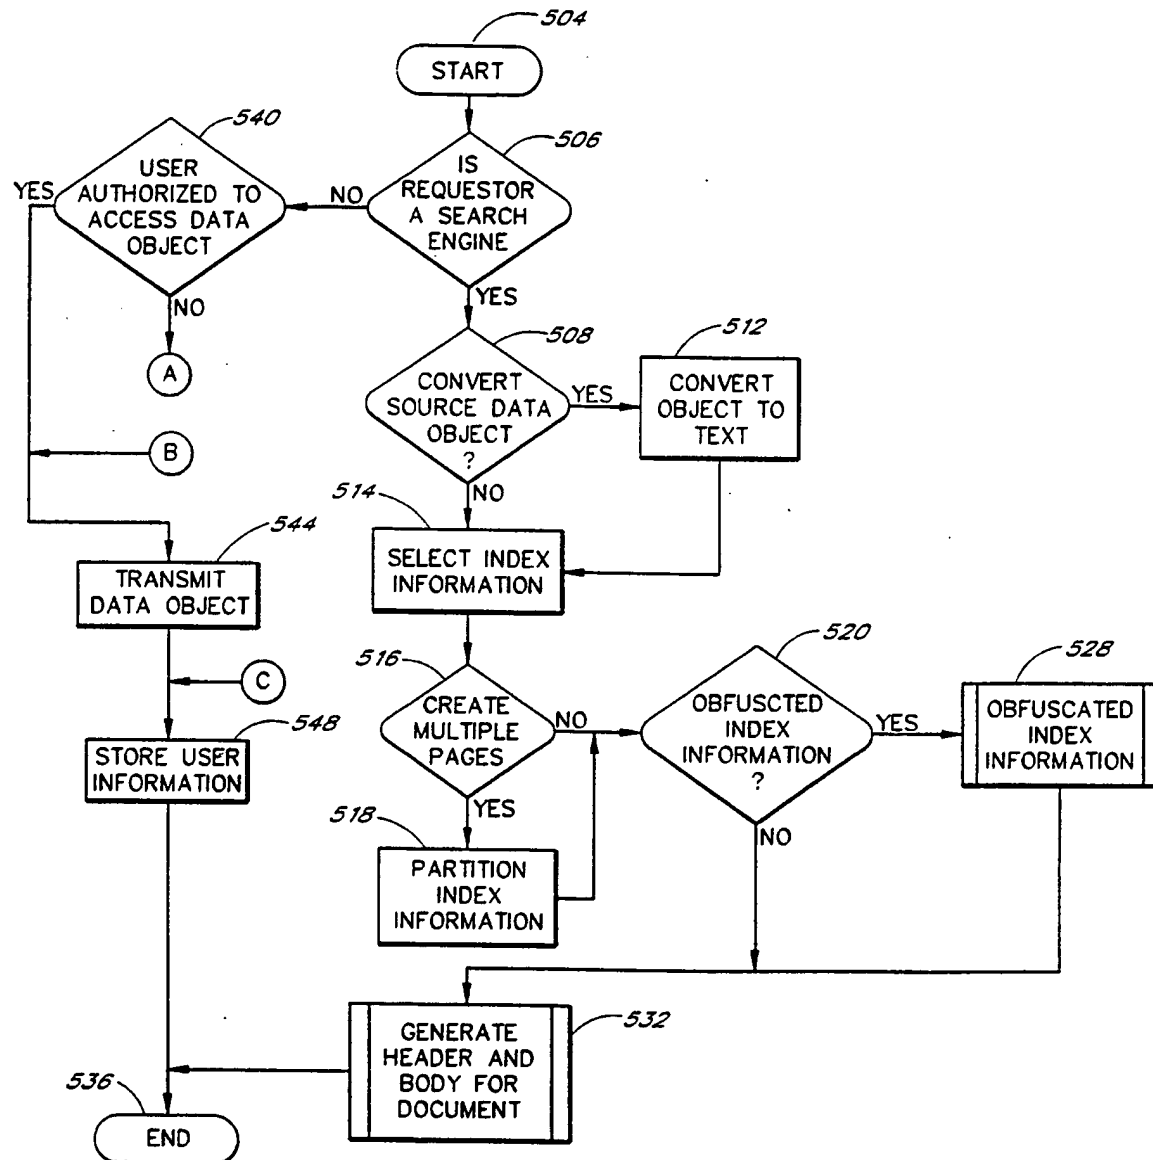 504
START
540
506
USER
AUTHORIZED TO
ACCESS DATA
OBJECT
YES
NO
IS
REQUESTOR
A SEARCH
ENGINE
NO
YES
A
508
512
CONVERT
SOURCE DATA
OBJECT
?
YES
CONVERT
OBJECT TO
TEXT
B
NO
514
544
SELECT INDEX
INFORMATION
TRANSMIT
DATA OBJECT
516
520
528
C
CREATE
MULTIPLE
PAGES
NO
OBFUSCTED
INDEX
INFORMATION
?
YES
OBFUSCATED
INDEX
INFORMATION
548
STORE USER
INFORMATION
YES
518
NO
PARTITION
INDEX
INFORMATION
GENERATE
HEADER AND
BODY FOR
DOCUMENT
532
536
END